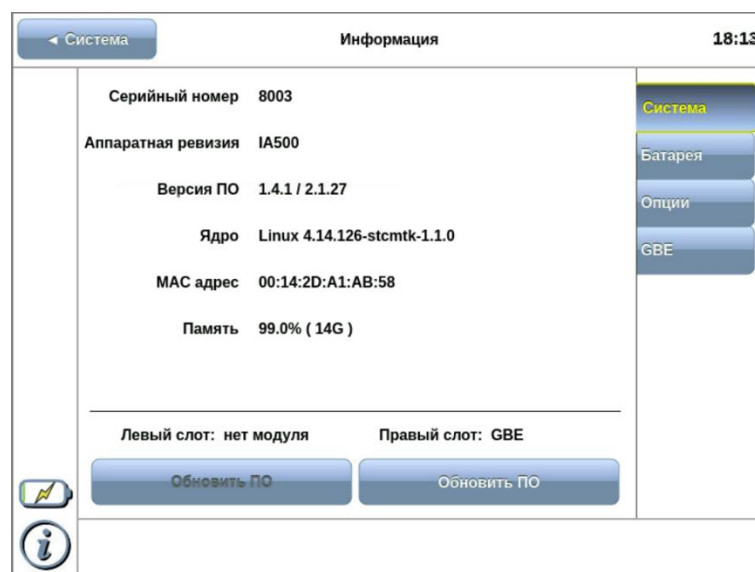 ◄ Система Информация 18:13
Серийный номер 8003
Система
Аппаратная ревизия IA500
Батарея
Версия ПО 1.4.1 / 2.1.27
Опции
Ядро Linux 4.14.126-stcmtk-1.1.0
GBE
MAC адрес 00:14:2D:A1:AB:58
Память 99.0% ( 14G )
Левый слот: нет модуля Правый слот: GBE
Обновить ПО Обновить ПО
i